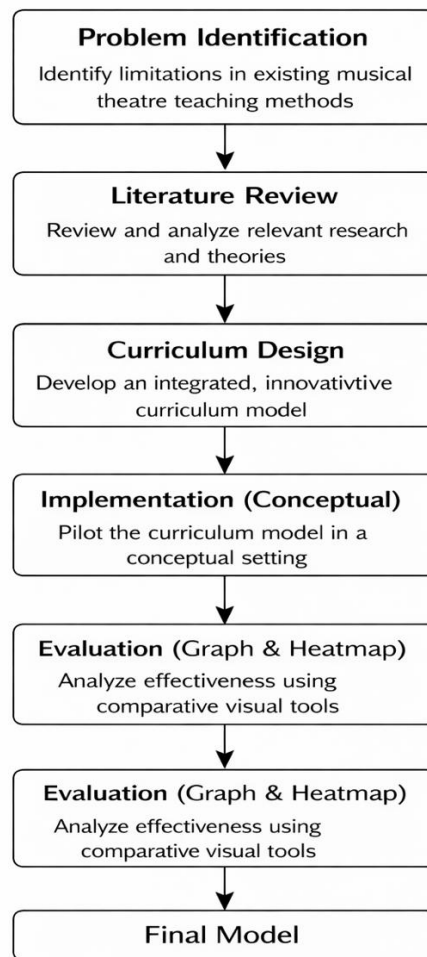 Problem Identification
Identify limitations in existing musical
theatre teaching methods
Literature Review
Review and analyze relevant research
and theories
Curriculum Design
Develop an integrated, innovativtive
curriculum model
Implementation (Conceptual)
Pilot the curriculum model in a
conceptual setting
Evaluation (Graph & Heatmap)
Analyze effectiveness using
comparative visual tools
Evaluation (Graph & Heatmap)
Analyze effectiveness using
comparative visual tools
Final Model